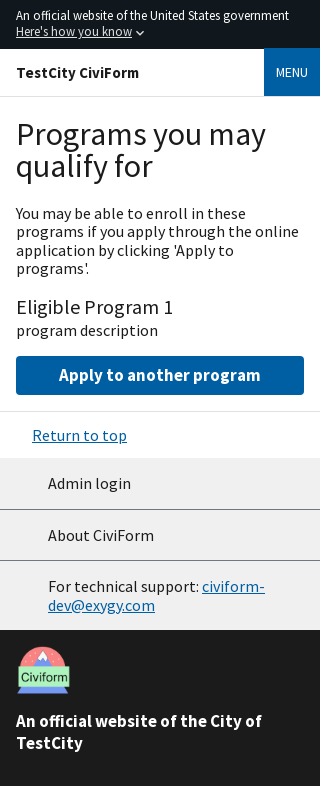 An official website of the United States government
Here's how you know
TestCity CiviForm
MENU
Programs you may
qualify for
You may be able to enroll in these
programs if you apply through the online
application by clicking 'Apply to
programs'.
Eligible Program 1
program description
Apply to another program
Return to top
Admin login
About CiviForm
For technical support: civiform-
dev@exygy.com
Civiform
An official website of the City of
TestCity